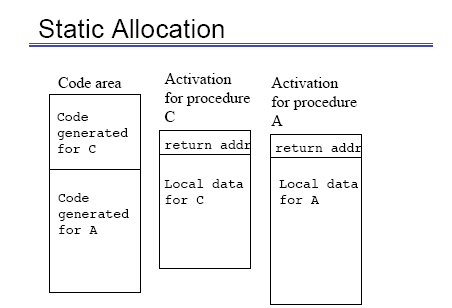 Static Allocation
Code area
Code
generated
for C
Code
generated
for A
Activation
for procedure
C
return addr
Local data
for C
Activation
for procedure
A
return addr
Local data
for A